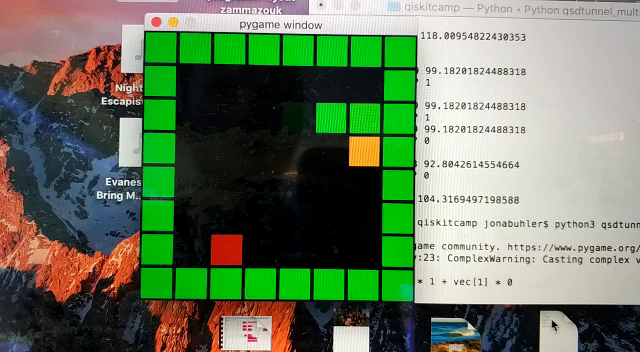 zammazouk
pygame window
qiskitcamp — Python • Python qsdtunnel_mult
118.00954822430353
99.18201824488318
1
99.18201824488318
1
99.18201824488318
0
92.8042614554664
0
104.3169497198588
qiskitcamp jonabuhler$ python3 qsdtunn
ame community. https://www.pygame.org/
:23: ComplexWarning: Casting complex v
* 1 + vec[1] * 0
Night
Escapist
Evanes
Bring M...